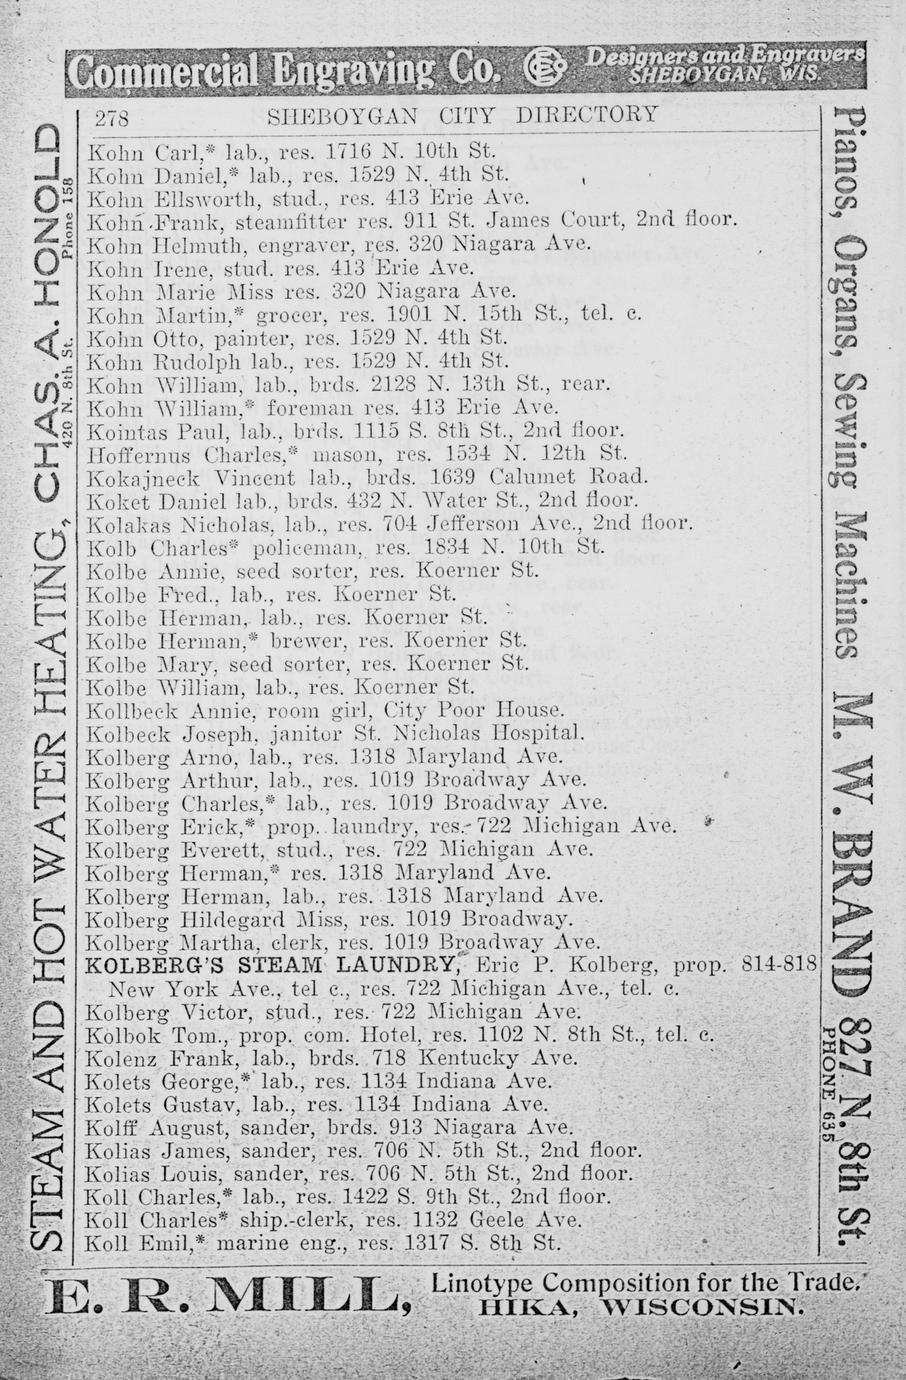 Commercial Engraving Co. CEC Designers and Engravers
SHEBOYGAN, WIS.
278 SHEBOYGAN CITY DIRECTORY
Kohn Carl,* lab., res. 1716 N. 10th St.
Kohn Daniel,* lab., res. 1529 N. 4th St.
Kohn Ellsworth, stud., res. 413 Erie Ave.
Kohn Frank, steamfitter res. 911 St. James Court, 2nd floor.
Kohn Helmuth, engraver, res. 320 Niagara Ave.
Kohn Irene, stud. res. 413 Erie Ave.
Kohn Marie Miss res. 320 Niagara Ave.
Kohn Martin,* grocer, res. 1901 N. 15th St., tel. c.
Kohn Otto, painter, res. 1529 N. 4th St.
Kohn Rudolph lab., res. 1529 N. 4th St.
Kohn William, lab., brds. 2128 N. 13th St., rear.
Kohn William,* foreman res. 413 Erie Ave.
Kointas Paul, lab., brds. 1115 S. 8th St., 2nd floor.
Hoffernus Charles,* mason, res. 1534 N. 12th St.
Kokajneck Vincent lab., brds. 1639 Calumet Road.
Koket Daniel lab., brds. 432 N. Water St., 2nd floor.
Kolakas Nicholas, lab., res. 704 Jefferson Ave., 2nd floor.
Kolb Charles* policeman, res. 1834 N. 10th St.
Kolbe Annie, seed sorter, res. Koerner St.
Kolbe Fred., lab., res. Koerner St.
Kolbe Herman, lab., res. Koerner St.
Kolbe Herman,* brewer, res. Koerner St.
Kolbe Mary, seed sorter, res. Koerner St.
Kolbe William, lab., res. Koerner St.
Kollbeck Annie, room girl, City Poor House.
Kolbeck Joseph, janitor St. Nicholas Hospital.
Kolberg Arno, lab., res. 1318 Maryland Ave.
Kolberg Arthur, lab., res. 1019 Broadway Ave.
Kolberg Charles,* lab., res. 1019 Broadway Ave.
Kolberg Erick,* prop. laundry, res. 722 Michigan Ave.
Kolberg Everett, stud., res. 722 Michigan Ave.
Kolberg Herman,* res. 1318 Maryland Ave.
Kolberg Herman, lab., res. 1318 Maryland Ave.
Kolberg Hildegard Miss, res. 1019 Broadway.
Kolberg Martha, clerk, res. 1019 Broadway Ave.
KOLBERG'S STEAM LAUNDRY, Eric P. Kolberg, prop. 814-818
New York Ave., tel c., res. 722 Michigan Ave., tel. c.
Kolberg Victor, stud., res. 722 Michigan Ave.
Kolbok Tom., prop. com. Hotel, res. 1102 N. 8th St., tel. c.
Kolenz Frank, lab., brds. 718 Kentucky Ave.
Kolets George,* lab., res. 1134 Indiana Ave.
Kolets Gustav, lab., res. 1134 Indiana Ave.
Kolff August, sander, brds. 913 Niagara Ave.
Kolias James, sander, res. 706 N. 5th St., 2nd floor.
Kolias Louis, sander, res. 706 N. 5th St., 2nd floor.
Koll Charles,* lab., res. 1422 S. 9th St., 2nd floor.
Koll Charles* ship.-clerk, res. 1132 Geele Ave.
Koll Emil,* marine eng., res. 1317 S. 8th St.
STEAM AND HOT WATER HEATING, CHAS. A. HONOLD
420 N. 8th St. Phone 158
Pianos, Organs, Sewing Machines M. W. BRAND 827 N. 8th St.
PHONE 635
E. R. MILL, Linotype Composition for the Trade.
HIKA, WISCONSIN.